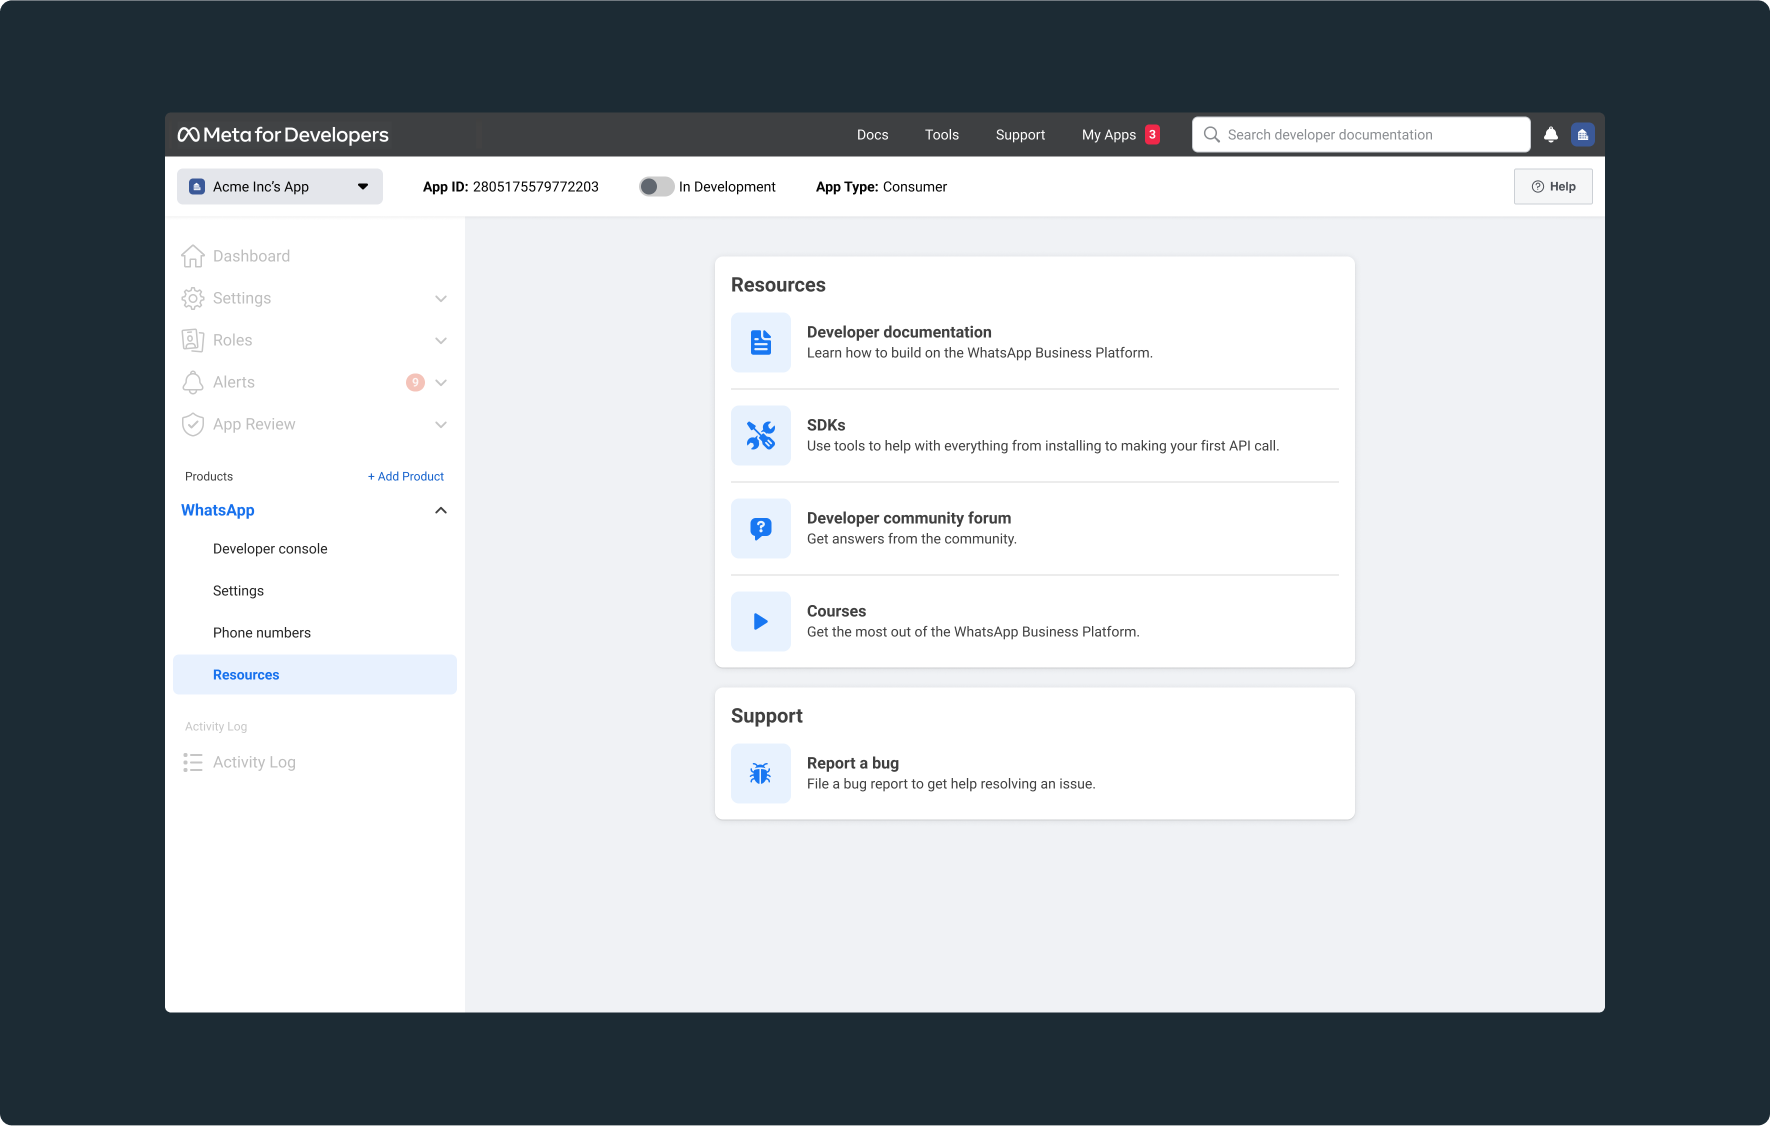 Meta for Developers
Docs
Tools
Support
My Apps 3
Search developer documentation
Acme Inc’s App
App ID: 2805175579772203
In Development
App Type: Consumer
Help
Dashboard
Settings
Roles
Alerts 9
App Review
Products
+ Add Product
WhatsApp
Developer console
Settings
Phone numbers
Resources
Activity Log
Activity Log
Resources
Developer documentation
Learn how to build on the WhatsApp Business Platform.
SDKs
Use tools to help with everything from installing to making your first API call.
Developer community forum
Get answers from the community.
Courses
Get the most out of the WhatsApp Business Platform.
Support
Report a bug
File a bug report to get help resolving an issue.